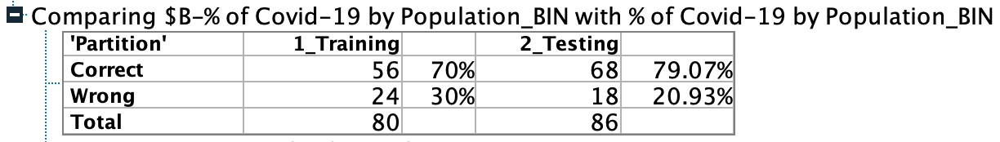 Comparing $B-% of Covid-19 by Population_BIN with % of Covid-19 by Population_BIN
'Partition' 1_Training 2_Testing
Correct 56 70% 68 79.07%
Wrong 24 30% 18 20.93%
Total 80 86